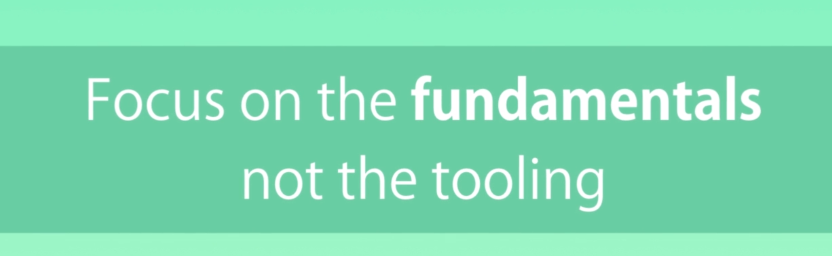 Focus on the fundamentals
not the tooling